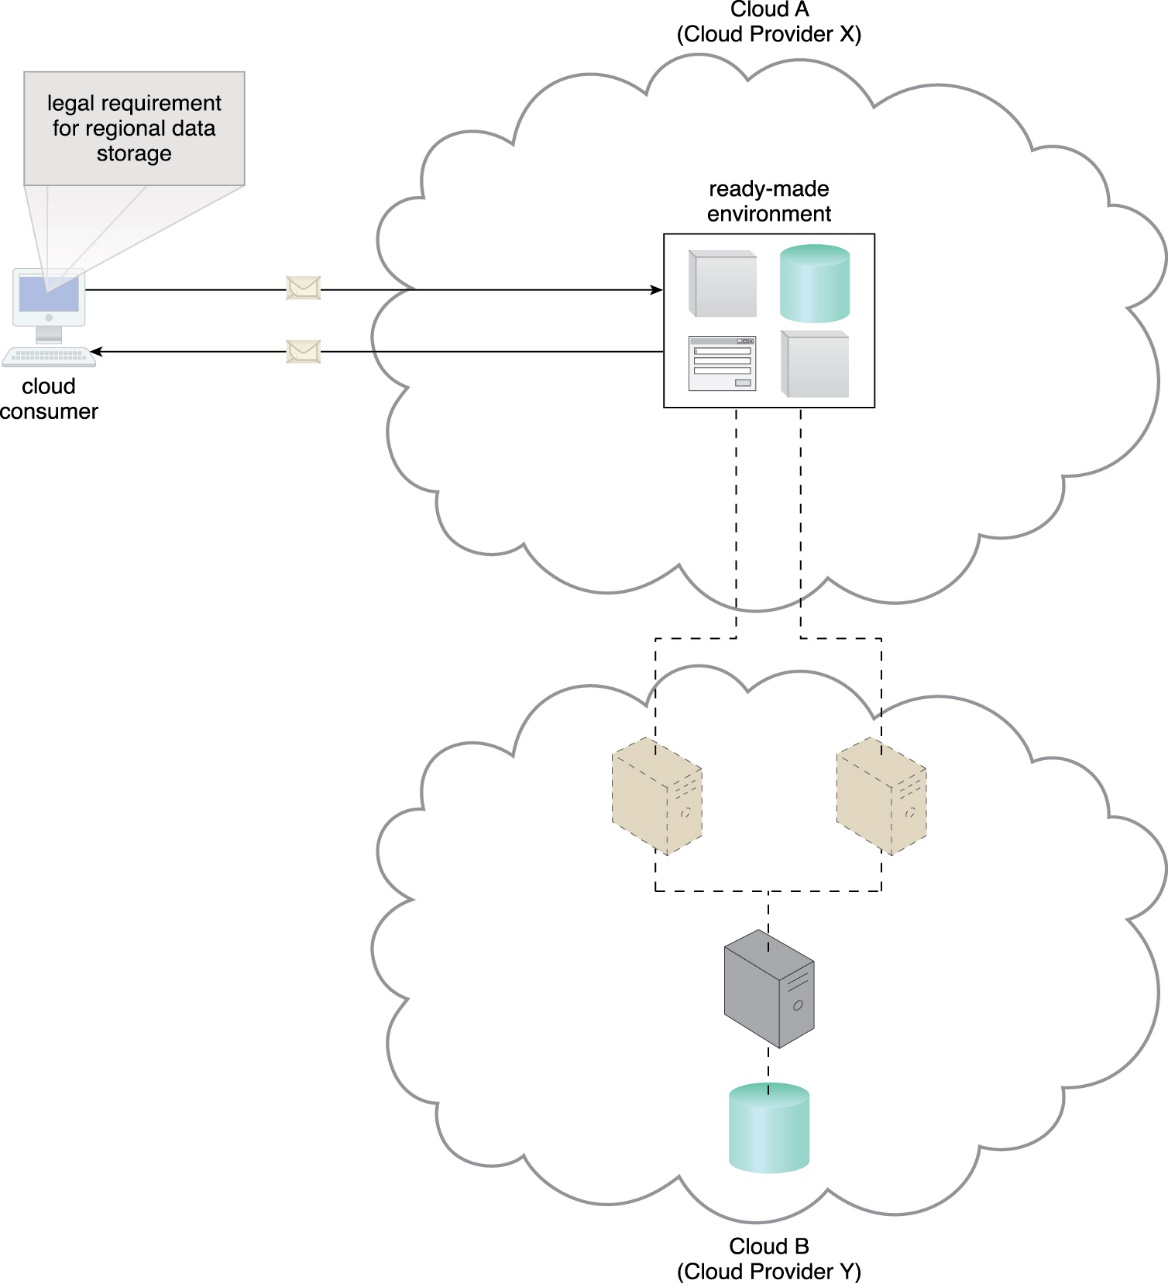 Cloud A
(Cloud Provider X)
legal requirement
for regional data
storage
ready-made
environment
cloud
consumer
Cloud B
(Cloud Provider Y)